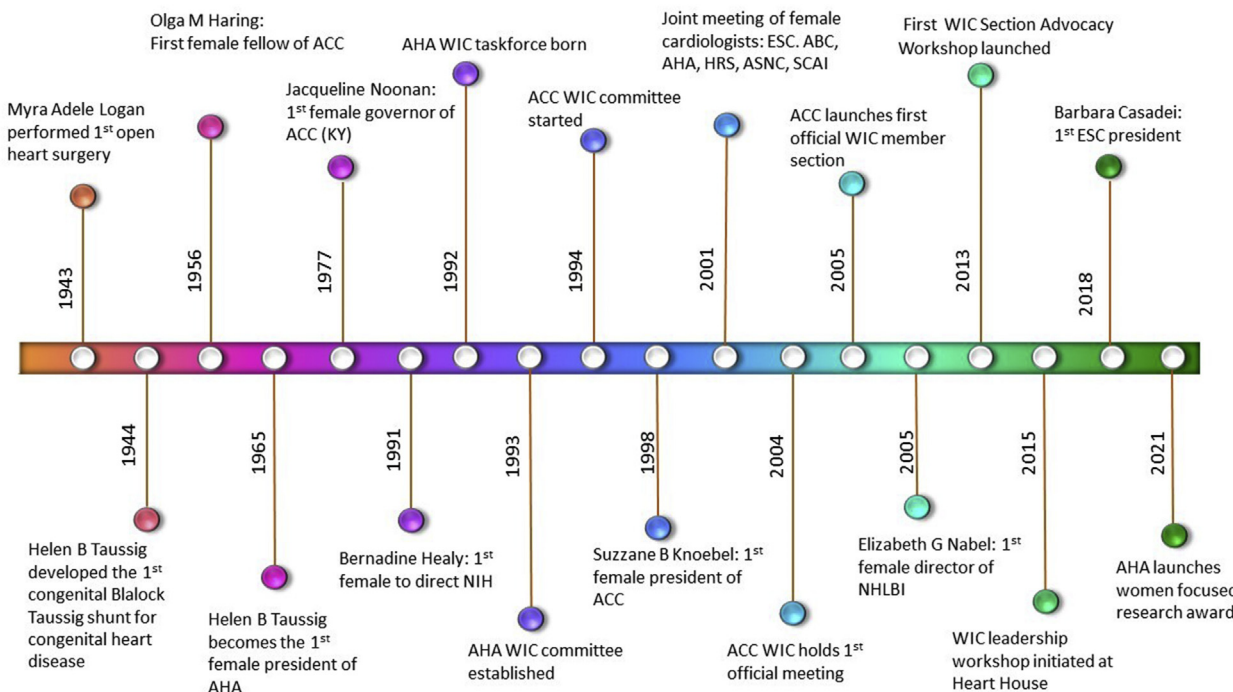 Olga M Haring:
First female fellow of ACC
Myra Adele Logan
performed 1st open
heart surgery
Jacqueline Noonan:
1st female governor of
ACC (KY)
AHA WIC taskforce born
ACC WIC committee
started
Joint meeting of female
cardiologists: ESC. ABC,
AHA, HRS, ASNC, SCAI
ACC launches first
official WIC member
section
First WIC Section Advocacy
Workshop launched
Barbara Casadei:
1st ESC president
1943
1956
1977
1992
1994
2001
2005
2013
2018
1944
1965
1991
1993
1998
2004
2005
2015
2021
Helen B Taussig
developed the 1st
congenital Blalock
Taussig shunt for
congenital heart
disease
Helen B Taussig
becomes the 1st
female president of
AHA
Bernadine Healy: 1st
female to direct NIH
AHA WIC committee
established
Suzzane B Knoebel: 1st
female president of
ACC
ACC WIC holds 1st
official meeting
Elizabeth G Nabel: 1st
female director of
NHLBI
WIC leadership
workshop initiated at
Heart House
AHA launches
women focused
research award